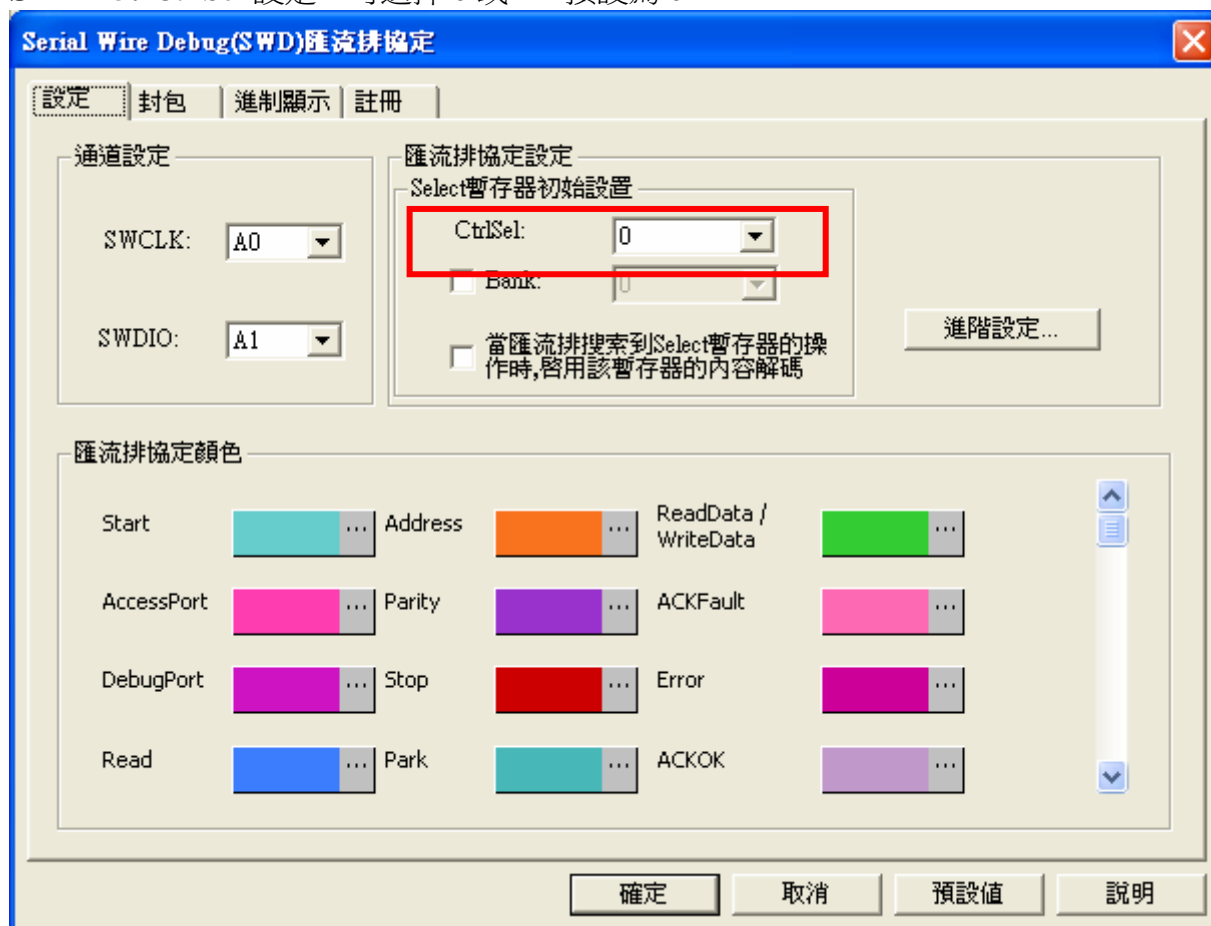 Serial Wire Debug(SWD)匯流排協定
設定 封包 進制顯示 註冊
通道設定
SWCLK: A0
SWDIO: A1
匯流排協定設定
Select暫存器初始設置
CtrlSel: 0
Bank: 0
當匯流排搜索到Select暫存器的操
作時,啓用該暫存器的內容解碼
進階設定...
匯流排協定顏色
Start ... Address ... ReadData /
WriteData ...
AccessPort ... Parity ... ACKFault ...
DebugPort ... Stop ... Error ...
Read ... Park ... ACKOK ...
確定 取消 預設值 說明